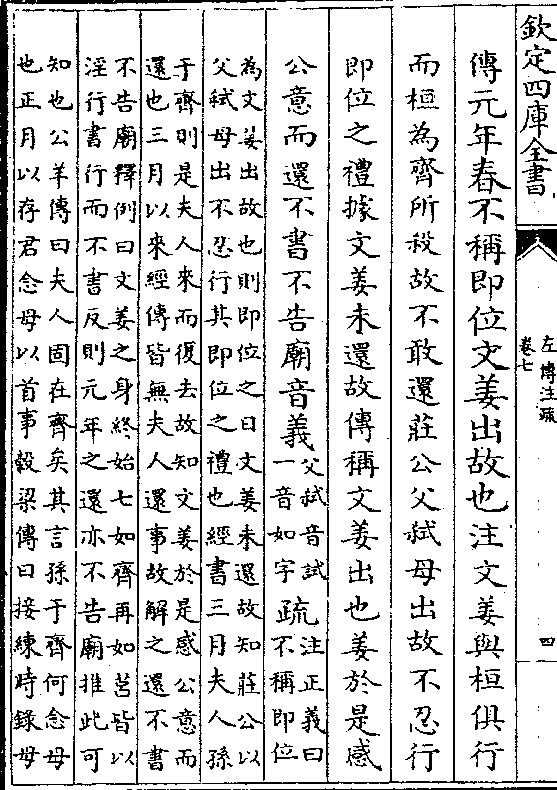 欽定四庫全書
左傳注疏
卷七
四
傳元年春不稱即位文姜出故也注文姜與桓俱行
而桓為齊所殺故不敢還莊公父弒母出故不忍行
即位之禮據文姜未還故傳稱文姜出也姜於是感
公意而還不書不告廟音義父弒音試
一音如字疏注正義曰
不稱即位
為文姜出故也則即位之日文姜未還故知莊公以
父弒母出不忍行其即位之禮也經書三月夫人孫
于齊則是夫人來而復去故知文姜於是感公意而
還也三月以來經傳皆無夫人還事故解之還不書
不告廟釋例曰文姜之身終始七如齊再如莒皆以
淫行書行而不書反則元年之還亦不告廟推此可
知也公羊傳曰夫人固在齊矣其言孫于齊何念母
也正月以存君念母以首事穀梁傳曰接練時錄母